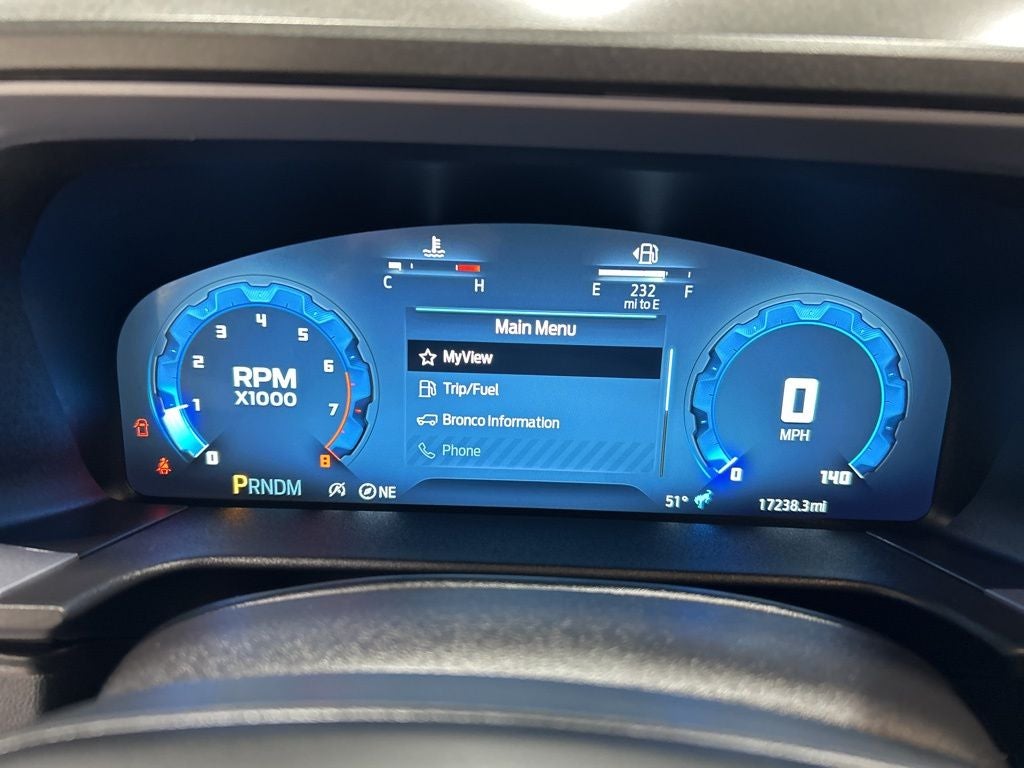 C H
E 232 F
mi to E
Main Menu
MyView
Trip/Fuel
Bronco Information
Phone
0 1 2 3 4 5 6 7 8
RPM
X1000
0
MPH
0 140
PRNDM
NE
51°
17238.3mi